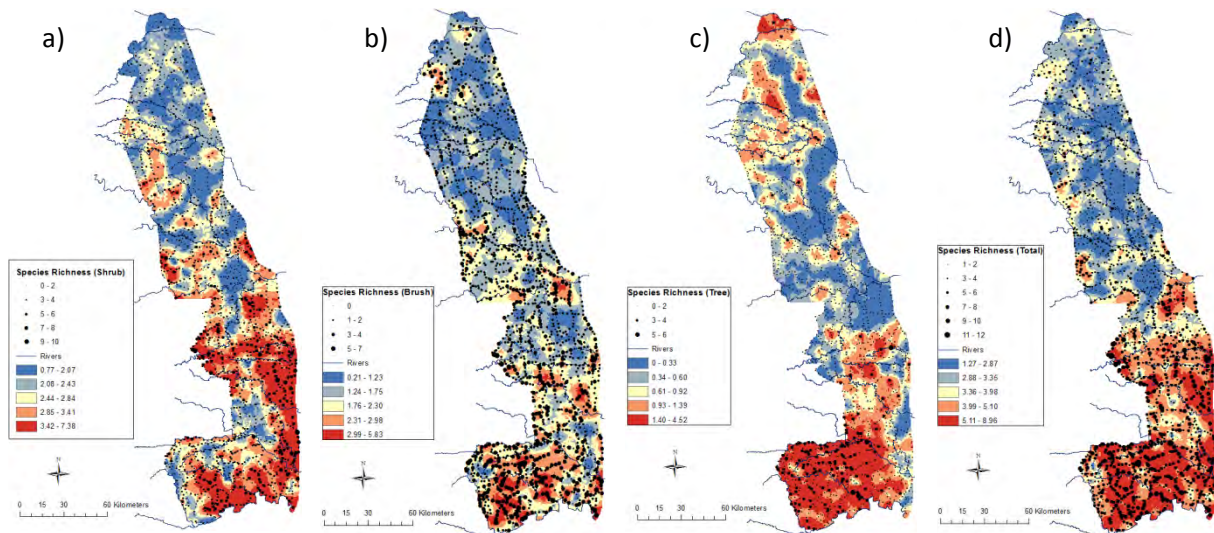 a)
Species Richness (Shrub)
0 - 2
3 - 4
5 - 6
7 - 8
9 - 10
Rivers
0.77 - 2.07
2.08 - 2.43
2.44 - 2.84
2.85 - 3.41
3.42 - 7.38
N
0 15 30 60 Kilometers
b)
Species Richness (Brush)
0
1 - 2
3 - 4
5 - 7
Rivers
0.21 - 1.23
1.24 - 1.75
1.76 - 2.30
2.31 - 2.98
2.99 - 5.83
N
0 15 30 60 Kilometers
c)
Species Richness (Tree)
0 - 2
3 - 4
5 - 6
Rivers
0 - 0.33
0.34 - 0.60
0.61 - 0.92
0.93 - 1.39
1.40 - 4.52
N
0 15 30 60 Kilometers
d)
Species Richness (Total)
1 - 2
3 - 4
5 - 6
7 - 8
9 - 10
11 - 12
Rivers
1.27 - 2.87
2.88 - 3.35
3.36 - 3.98
3.99 - 5.10
5.11 - 8.96
N
0 15 30 60 Kilometers